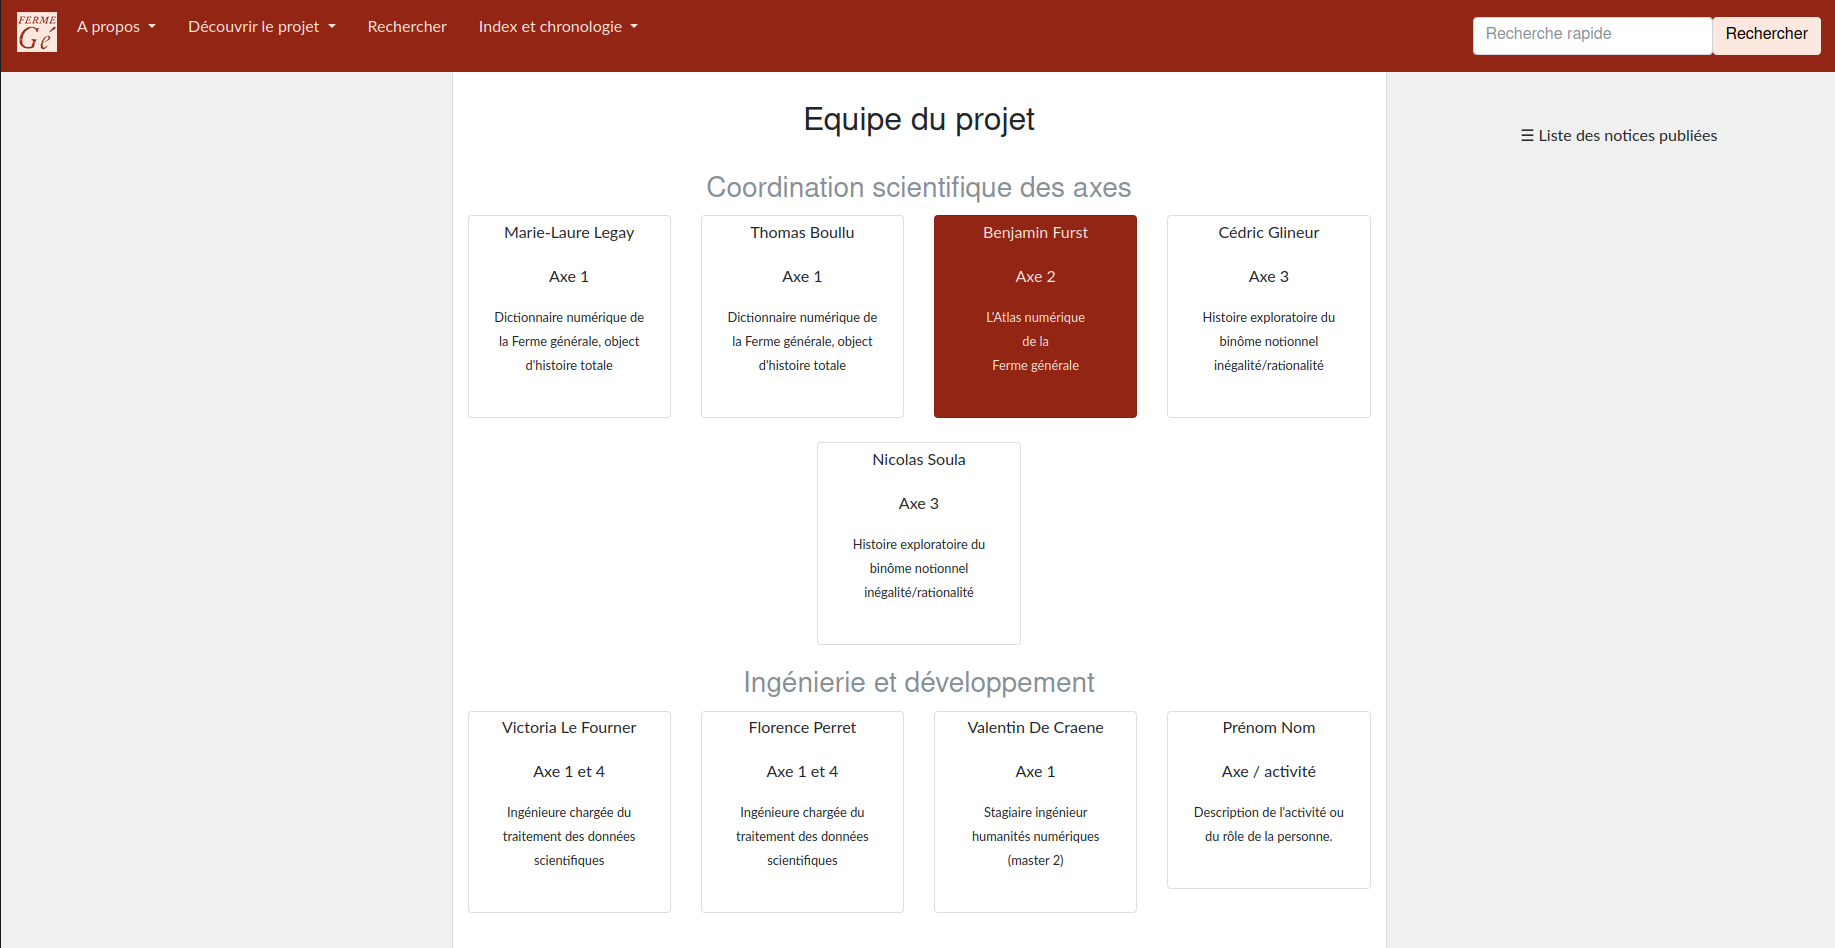 FERME
Gé
A propos
Découvrir le projet
Rechercher
Index et chronologie
Recherche rapide
Rechercher
Equipe du projet
☰ Liste des notices publiées
Coordination scientifique des axes
Marie-Laure Legay
Axe 1
Dictionnaire numérique de
la Ferme générale, object
d'histoire totale
Thomas Boullu
Axe 1
Dictionnaire numérique de
la Ferme générale, object
d'histoire totale
Benjamin Furst
Axe 2
L'Atlas numérique
de la
Ferme générale
Cédric Glineur
Axe 3
Histoire exploratoire du
binôme notionnel
inégalité/rationalité
Nicolas Soula
Axe 3
Histoire exploratoire du
binôme notionnel
inégalité/rationalité
Ingénierie et développement
Victoria Le Fourner
Axe 1 et 4
Ingénieure chargée du
traitement des données
scientifiques
Florence Perret
Axe 1 et 4
Ingénieure chargée du
traitement des données
scientifiques
Valentin De Craene
Axe 1
Stagiaire ingénieur
humanités numériques
(master 2)
Prénom Nom
Axe / activité
Description de l'activité ou
du rôle de la personne.